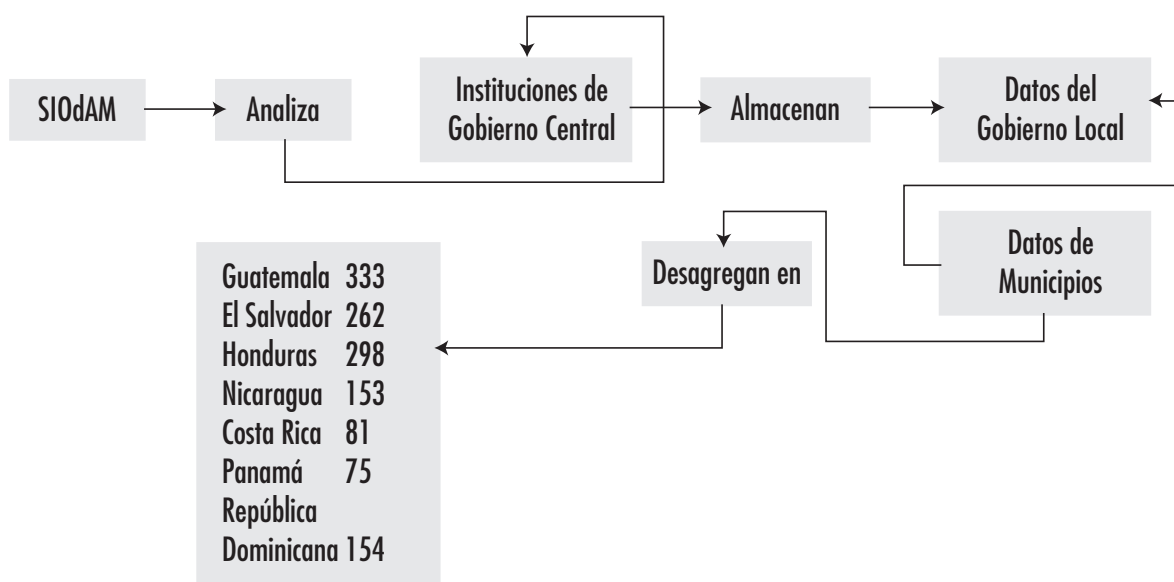 SIOdAM
Analiza
Instituciones de
Gobierno Central
Almacenan
Datos del
Gobierno Local
Datos de
Municipios
Desagregan en
Guatemala 333
El Salvador 262
Honduras 298
Nicaragua 153
Costa Rica 81
Panamá 75
República
Dominicana 154